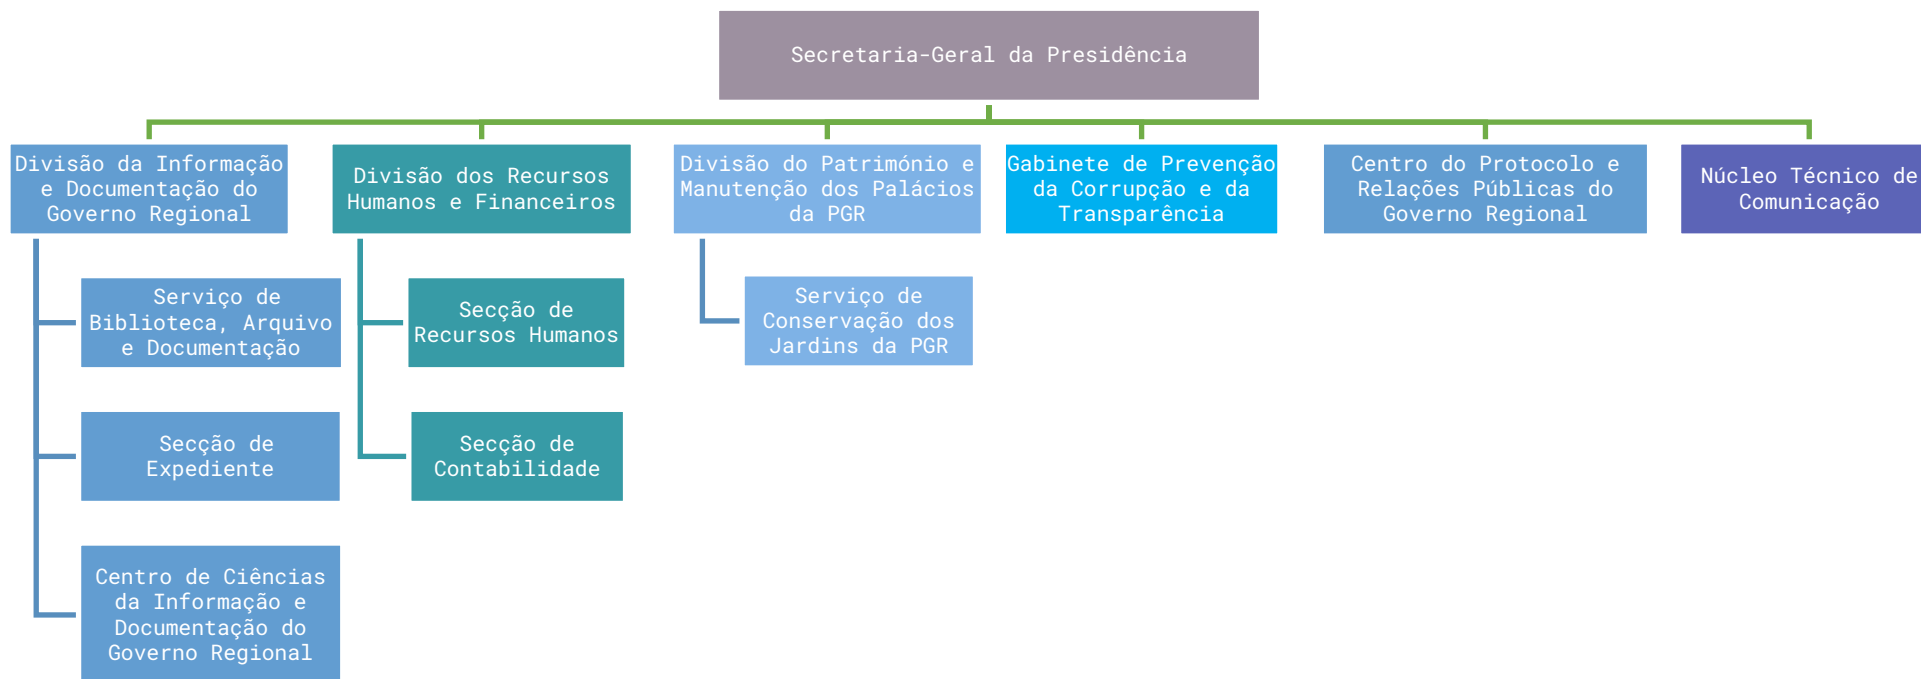 Secretaria-Geral da Presidência
Divisão da Informação
e Documentação do
Governo Regional
Divisão dos Recursos
Humanos e Financeiros
Divisão do Património e
Manutenção dos Palácios
da PGR
Gabinete de Prevenção
da Corrupção e da
Transparência
Centro do Protocolo e
Relações Públicas do
Governo Regional
Núcleo Técnico de
Comunicação
Serviço de
Biblioteca, Arquivo
e Documentação
Secção de
Recursos Humanos
Serviço de
Conservação dos
Jardins da PGR
Secção de
Expediente
Secção de
Contabilidade
Centro de Ciências
da Informação e
Documentação do
Governo Regional